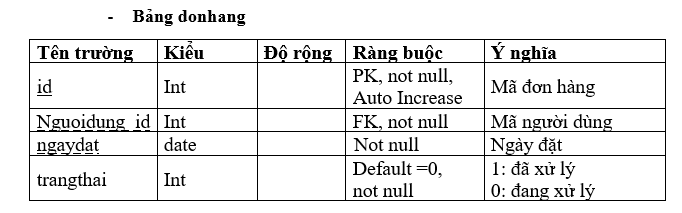 - Bảng donhang
Tên trường Kiểu Độ rộng Ràng buộc Ý nghĩa
id Int PK, not null, Auto Increase Mã đơn hàng
Nguoidung_id Int FK, not null Mã người dùng
ngaydat date Not null Ngày đặt
trangthai Int Default =0, not null 1: đã xử lý 0: đang xử lý